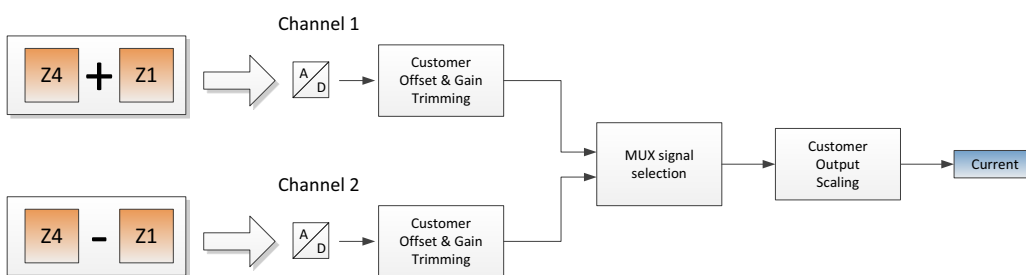 Channel 1
Z4 + Z1
A
D
Customer
Offset & Gain
Trimming
MUX signal
selection
Customer
Output
Scaling
Current
Channel 2
Z4 - Z1
A
D
Customer
Offset & Gain
Trimming